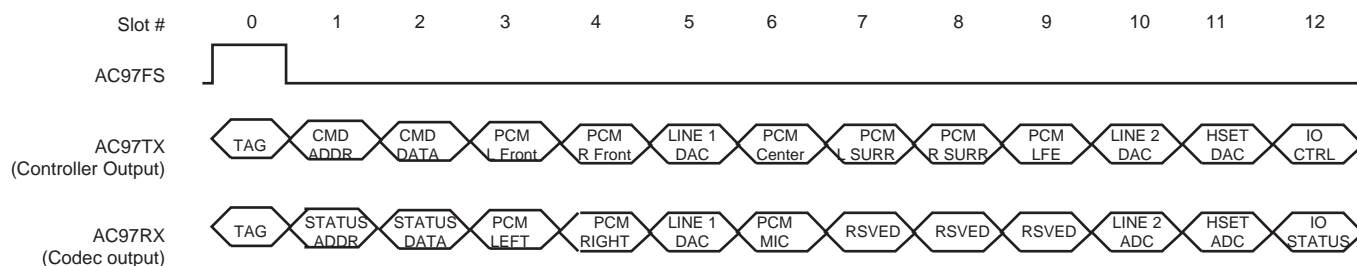 Slot # 0 1 2 3 4 5 6 7 8 9 10 11 12
AC97FS
AC97TX
(Controller Output)
TAG
CMD
ADDR
CMD
DATA
PCM
L Front
PCM
R Front
LINE 1
DAC
PCM
Center
PCM
L SURR
PCM
R SURR
PCM
LFE
LINE 2
DAC
HSET
DAC
IO
CTRL
AC97RX
(Codec output)
TAG
STATUS
ADDR
STATUS
DATA
PCM
LEFT
PCM
RIGHT
LINE 1
DAC
PCM
MIC
RSVED
RSVED
RSVED
LINE 2
ADC
HSET
ADC
IO
STATUS